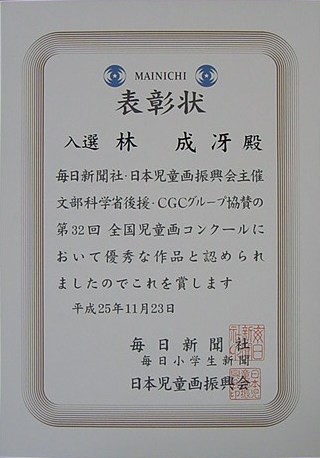 MAINICHI
表彰状
入選 林 成冴 殿
毎日新聞社・日本児童画振興会主催
文部科学省後援・CGCグループ協賛の
第32回 全国児童画コンクールに
おいて優秀な作品と認められ
ましたのでこれを賞します
平成25年11月23日
毎日新聞社
毎日小学生新聞
日本児童画振興会